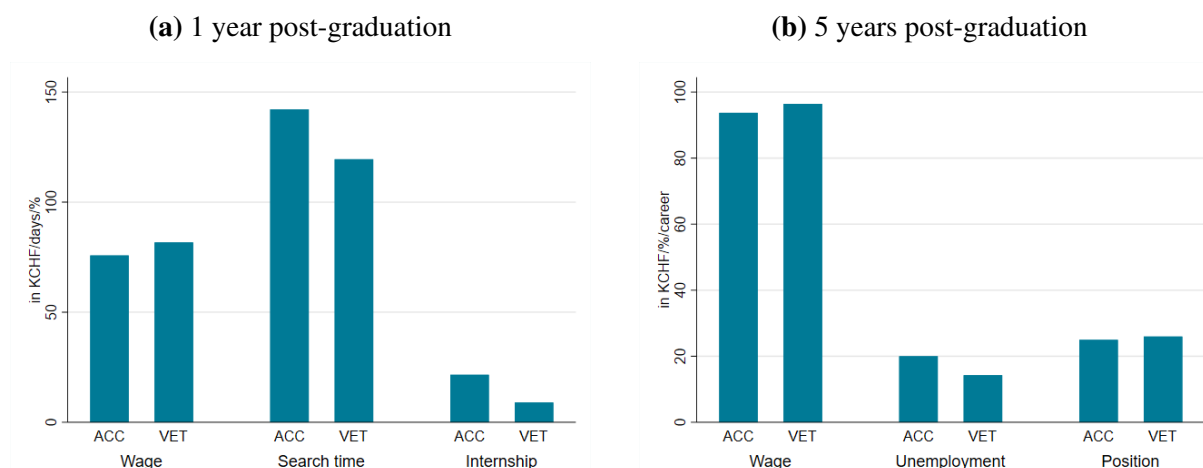 (a) 1 year post-graduation
in KCHF/days/%
150
100
50
0
ACC VET ACC VET ACC VET
Wage Search time Internship
(b) 5 years post-graduation
in KCHF/%/career
100
80
60
40
20
0
ACC VET ACC VET ACC VET
Wage Unemployment Position